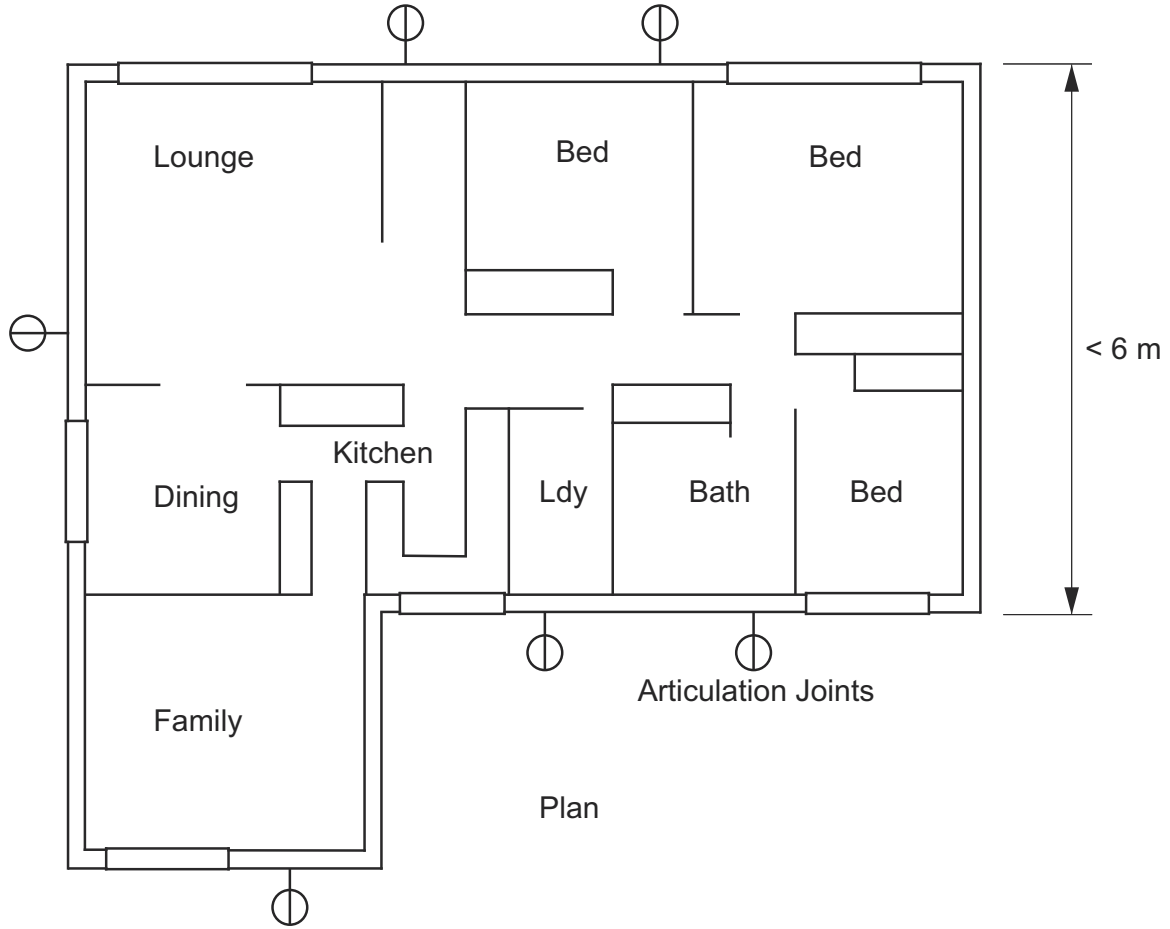 Lounge
Bed
Bed
< 6 m
Kitchen
Dining
Ldy
Bath
Bed
Articulation Joints
Family
Plan